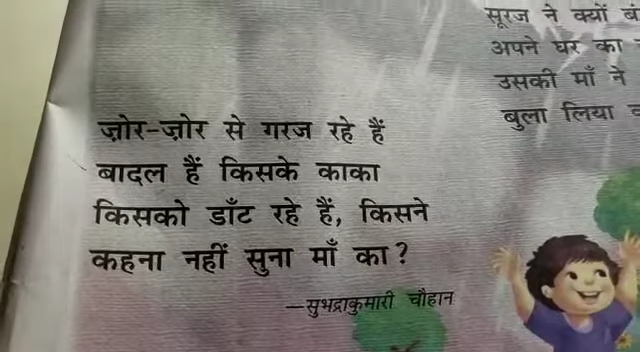 सूरज ने क्यों
अपने घर का
उसकी माँ ने
बुला लिया
ज़ोर-ज़ोर से गरज रहे हैं
बादल हैं किसके काका
किसको डाँट रहे हैं, किसने
कहना नहीं सुना माँ का?
—सुभद्राकुमारी चौहान